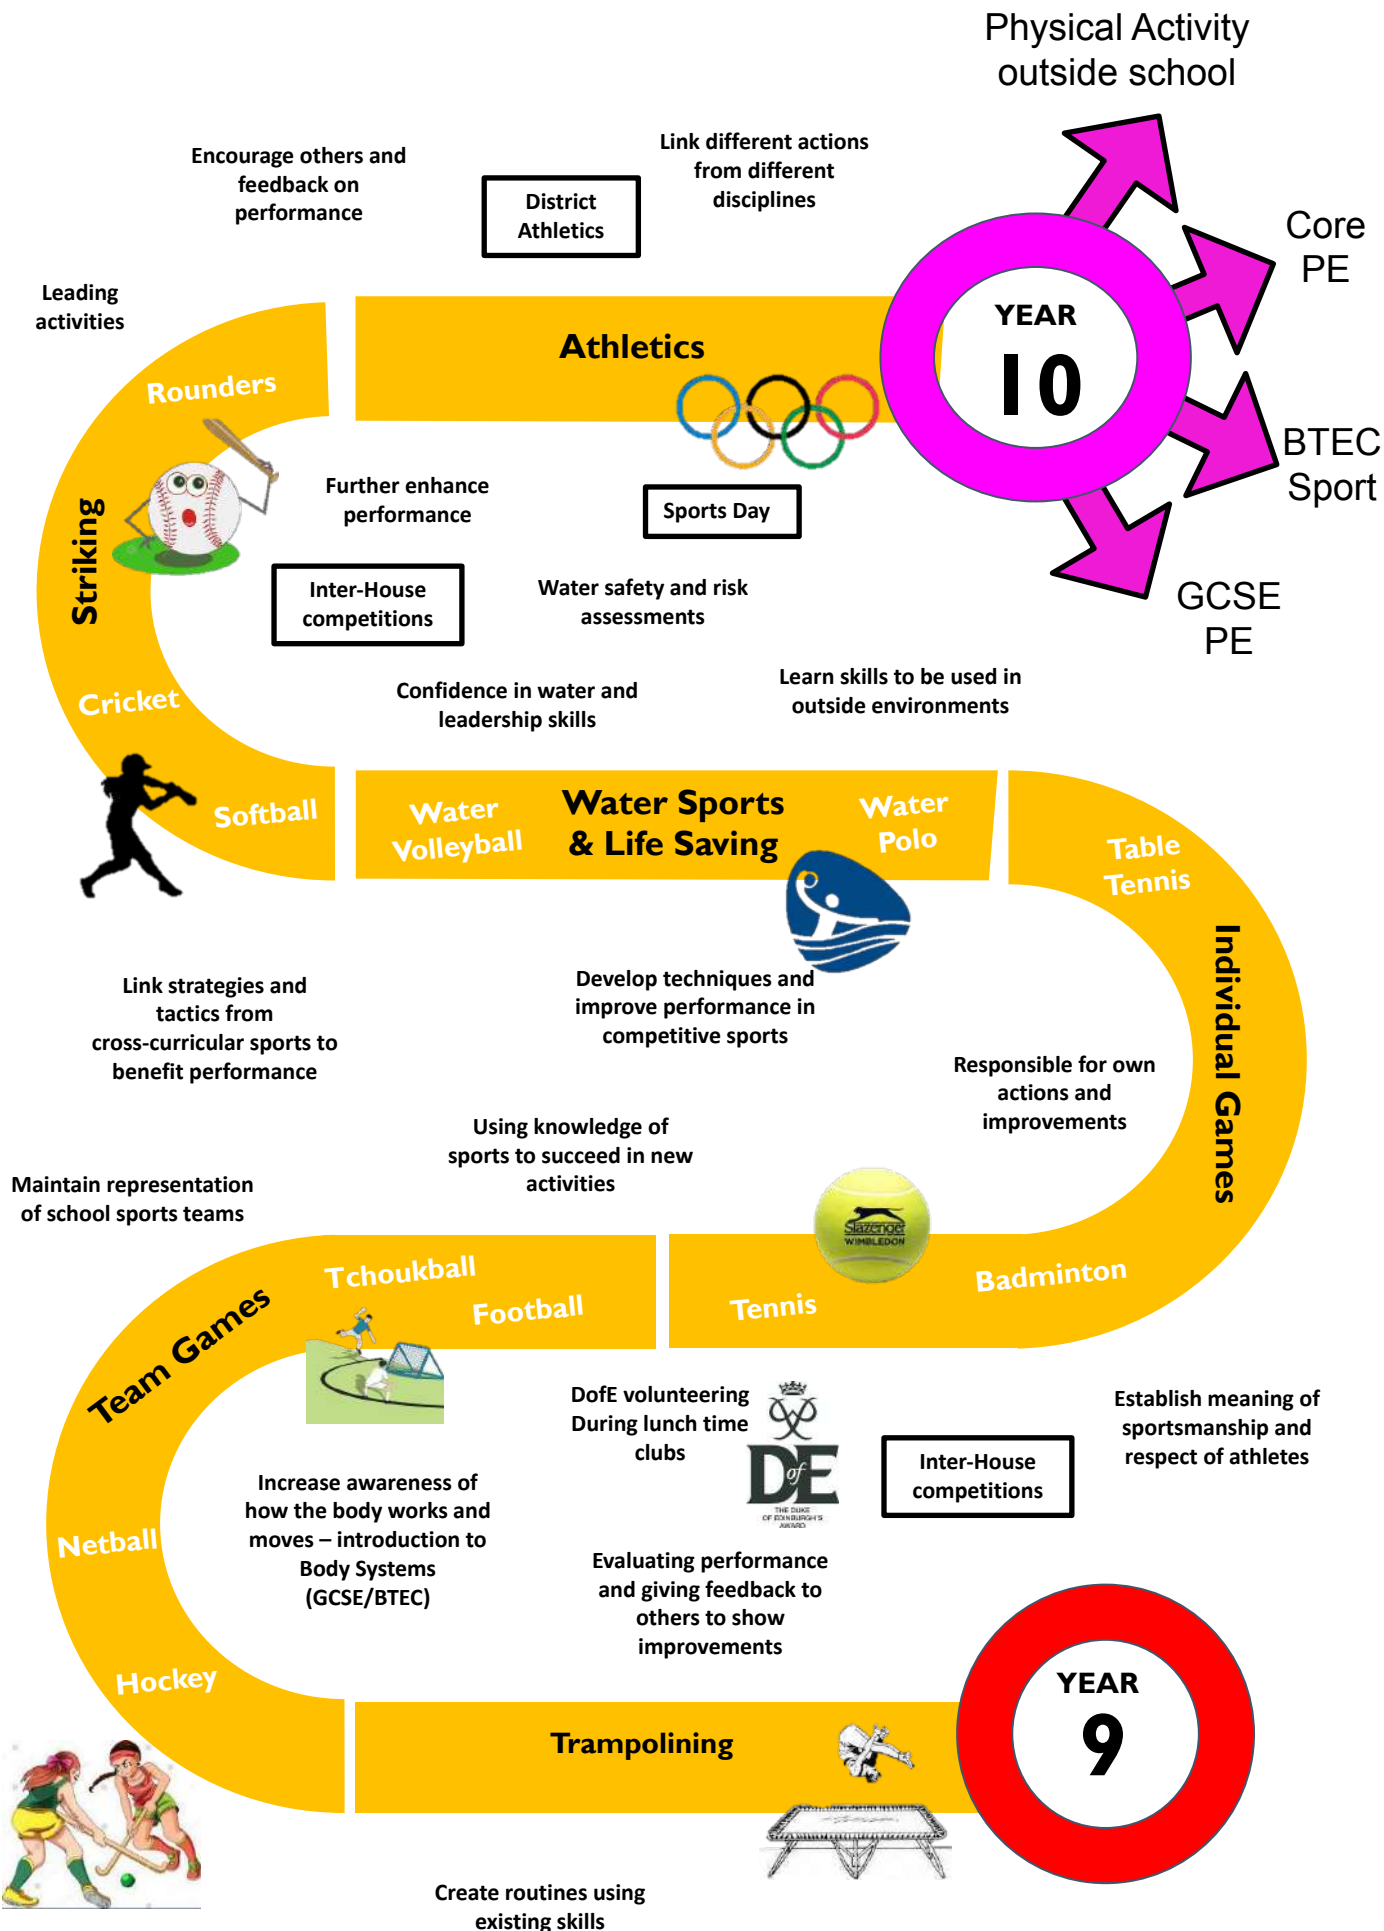 Physical Activity
outside school
Encourage others and
feedback on
performance
District
Athletics
Link different actions
from different
disciplines
Core
PE
Leading
activities
YEAR
10
Athletics
Rounders
BTEC
Sport
Further enhance
performance
Sports Day
Striking
Inter-House
competitions
Water safety and risk
assessments
GCSE
PE
Confidence in water and
leadership skills
Learn skills to be used in
outside environments
Cricket
Softball
Water
Volleyball
Water Sports
& Life Saving
Water
Polo
Table
Tennis
Individual Games
Link strategies and
tactics from
cross-curricular sports to
benefit performance
Develop techniques and
improve performance in
competitive sports
Responsible for own
actions and
improvements
Using knowledge of
sports to succeed in new
activities
Maintain representation
of school sports teams
Slazenger
WIMBLEDON
Tchoukball
Football
Tennis
Badminton
Team Games
DofE volunteering
During lunch time
clubs
D of E
THE DUKE
OF EDINBURGH'S
AWARD
Inter-House
competitions
Establish meaning of
sportsmanship and
respect of athletes
Increase awareness of
how the body works and
moves – introduction to
Body Systems
(GCSE/BTEC)
Netball
Evaluating performance
and giving feedback to
others to show
improvements
Hockey
YEAR
9
Trampolining
Create routines using
existing skills